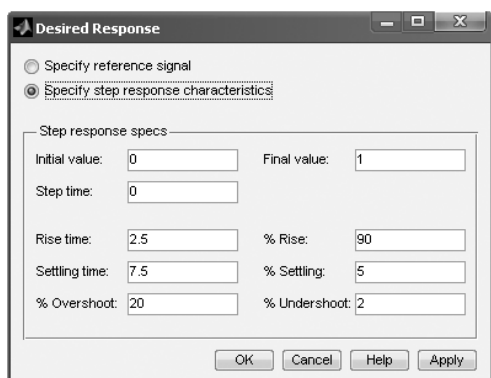 Desired Response
Specify reference signal
Specify step response characteristics
Step response specs
Initial value: 0 Final value: 1
Step time: 0
Rise time: 2.5 % Rise: 90
Settling time: 7.5 % Settling: 5
% Overshoot: 20 % Undershoot: 2
OK Cancel Help Apply